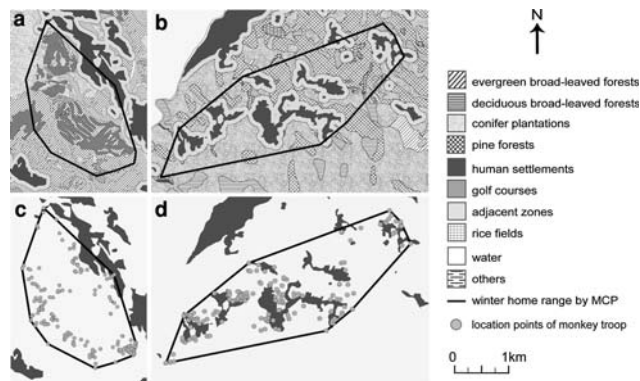 a
b
N
evergreen broad-leaved forests
deciduous broad-leaved forests
conifer plantations
pine forests
human settlements
golf courses
adjacent zones
rice fields
water
others
c
d
winter home range by MCP
location points of monkey troop
0 1km